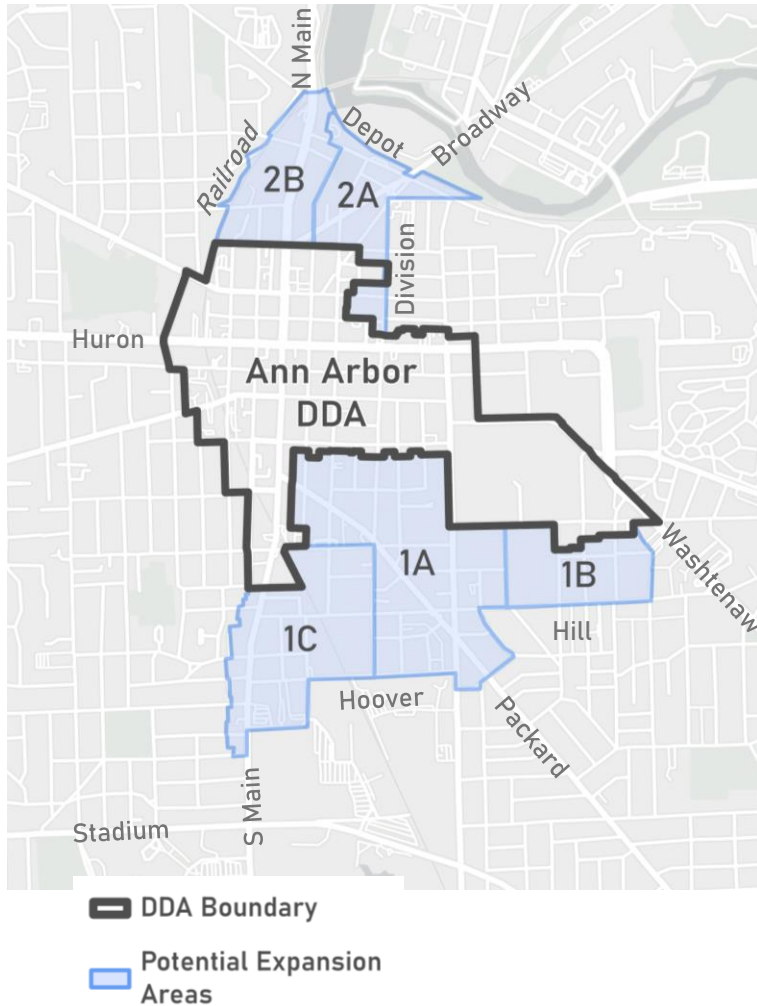 N Main
Depot
Broadway
Railroad
2B
2A
Division
Huron
Ann Arbor
DDA
1A
1B
Washtenaw
1C
Hill
Hoover
Packard
S Main
Stadium
DDA Boundary
Potential Expansion
Areas